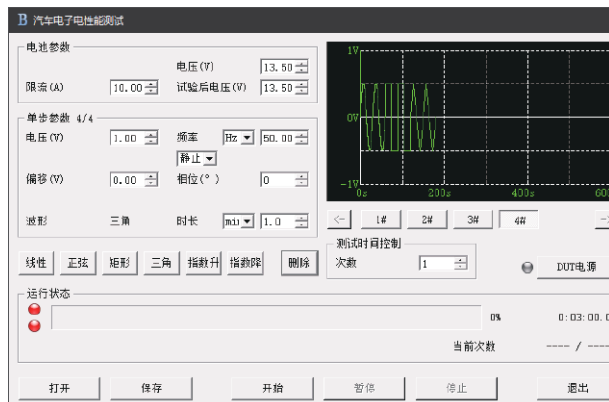 B 汽车电子电性能测试
电池参数
电压(V) 13.50
限流(A) 10.00 试验后电压(V) 13.50
单步参数 4/4
电压(V) 1.00 频率 Hz 50.00
静止
偏移(V) 0.00 相位(°) 0
波形 三角 时长 min 1.0
线性 正弦 矩形 三角 指数升 指数降 删除
1V
0V
-1V
0s 200s 400s 600
<- 1# 2# 3# 4# -
测试时间控制
次数 1
DUT电源
运行状态
0% 0:03:00.0
当前次数 ---- / ----
打开 保存 开始 暂停 停止 退出